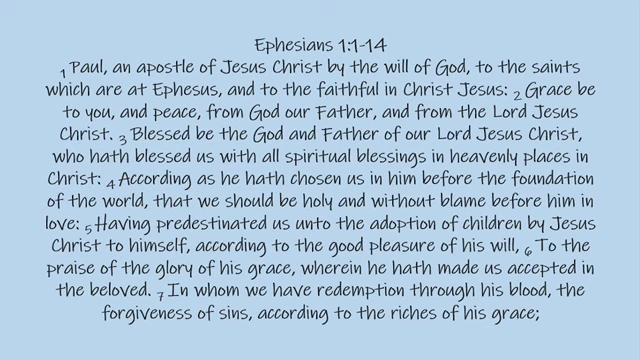 Ephesians 1:1-14
1 Paul, an apostle of Jesus Christ by the will of God, to the saints
which are at Ephesus, and to the faithful in Christ Jesus: 2 Grace be
to you, and peace, from God our Father, and from the Lord Jesus
Christ. 3 Blessed be the God and Father of our Lord Jesus Christ,
who hath blessed us with all spiritual blessings in heavenly places in
Christ: 4 According as he hath chosen us in him before the foundation
of the world, that we should be holy and without blame before him in
love: 5 Having predestinated us unto the adoption of children by Jesus
Christ to himself, according to the good pleasure of his will, 6 To the
praise of the glory of his grace, wherein he hath made us accepted in
the beloved. 7 In whom we have redemption through his blood, the
forgiveness of sins, according to the riches of his grace;